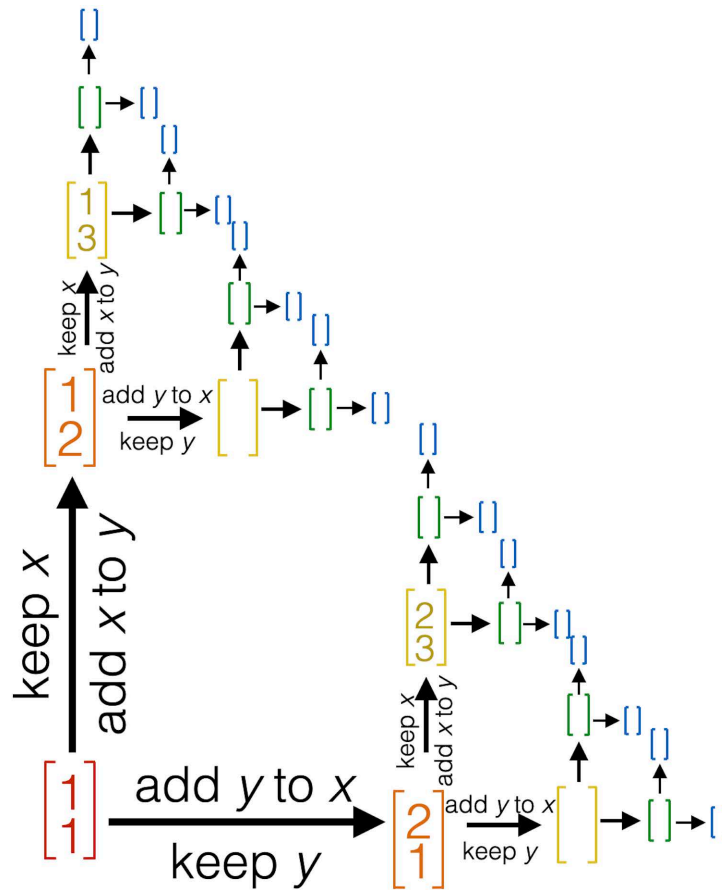 [1
3]
keep x
add x to y
[1
2]
add y to x
keep y
keep x
add x to y
[2
3]
keep x
add x to y
[1
1]
add y to x
keep y
[2
1]
add y to x
keep y